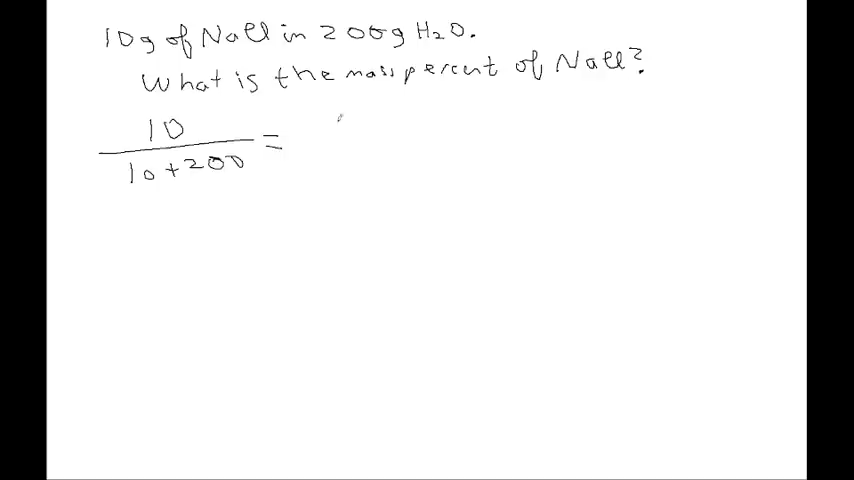 10g of NaCl in 200g H₂O.
What is the mass percent of NaCl?
10
10+200 =